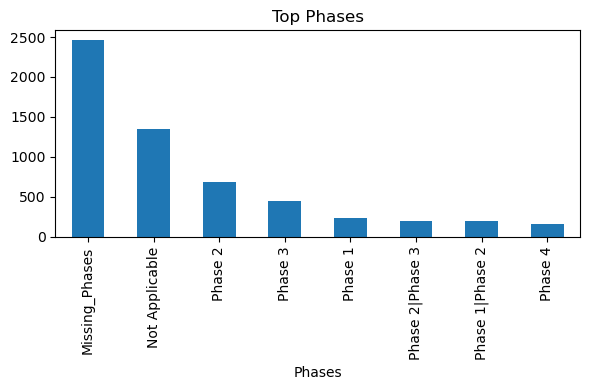 Top Phases
2500
2000
1500
1000
500
0
Missing_Phases
Not Applicable
Phase 2
Phase 3
Phase 1
Phase 2|Phase 3
Phase 1|Phase 2
Phase 4
Phases